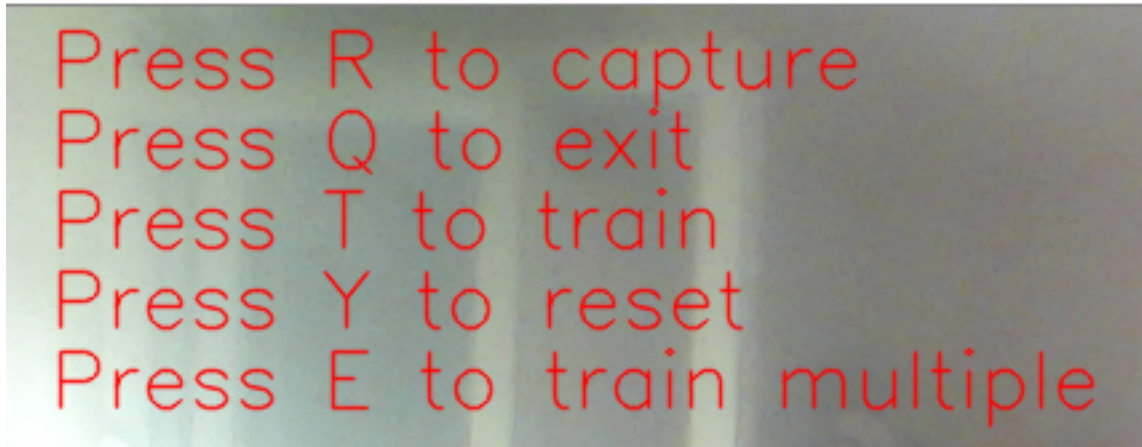 Press R to capture
Press Q to exit
Press T to train
Press Y to reset
Press E to train multiple